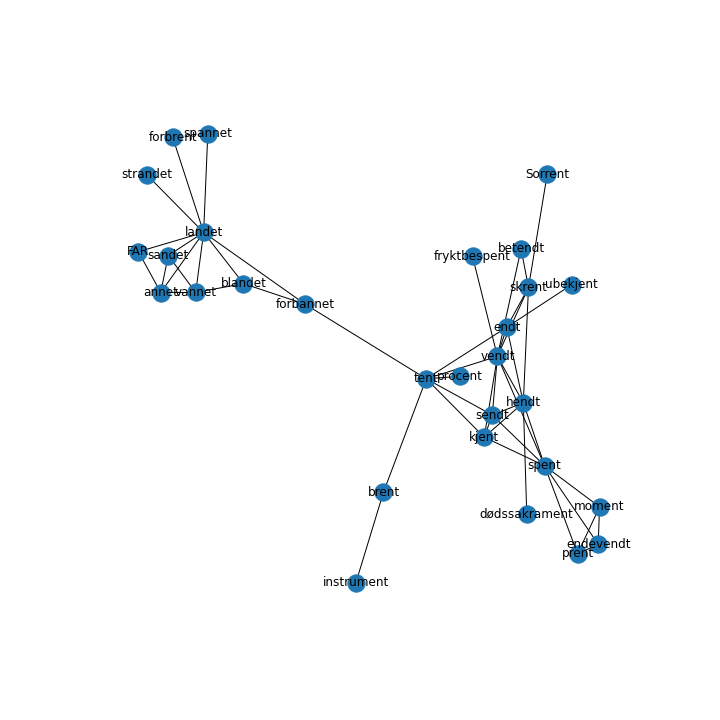 spannet
forbrent
strandet
Sorrent
landet
betendt
FAR
sandet
fryktbespent
blandet
ubekjent
skrent
annet
vannet
forbannet
endt
vendt
procent
tent
hendt
sendt
kjent
spent
brent
moment
dødssakrament
endevendt
prent
instrument